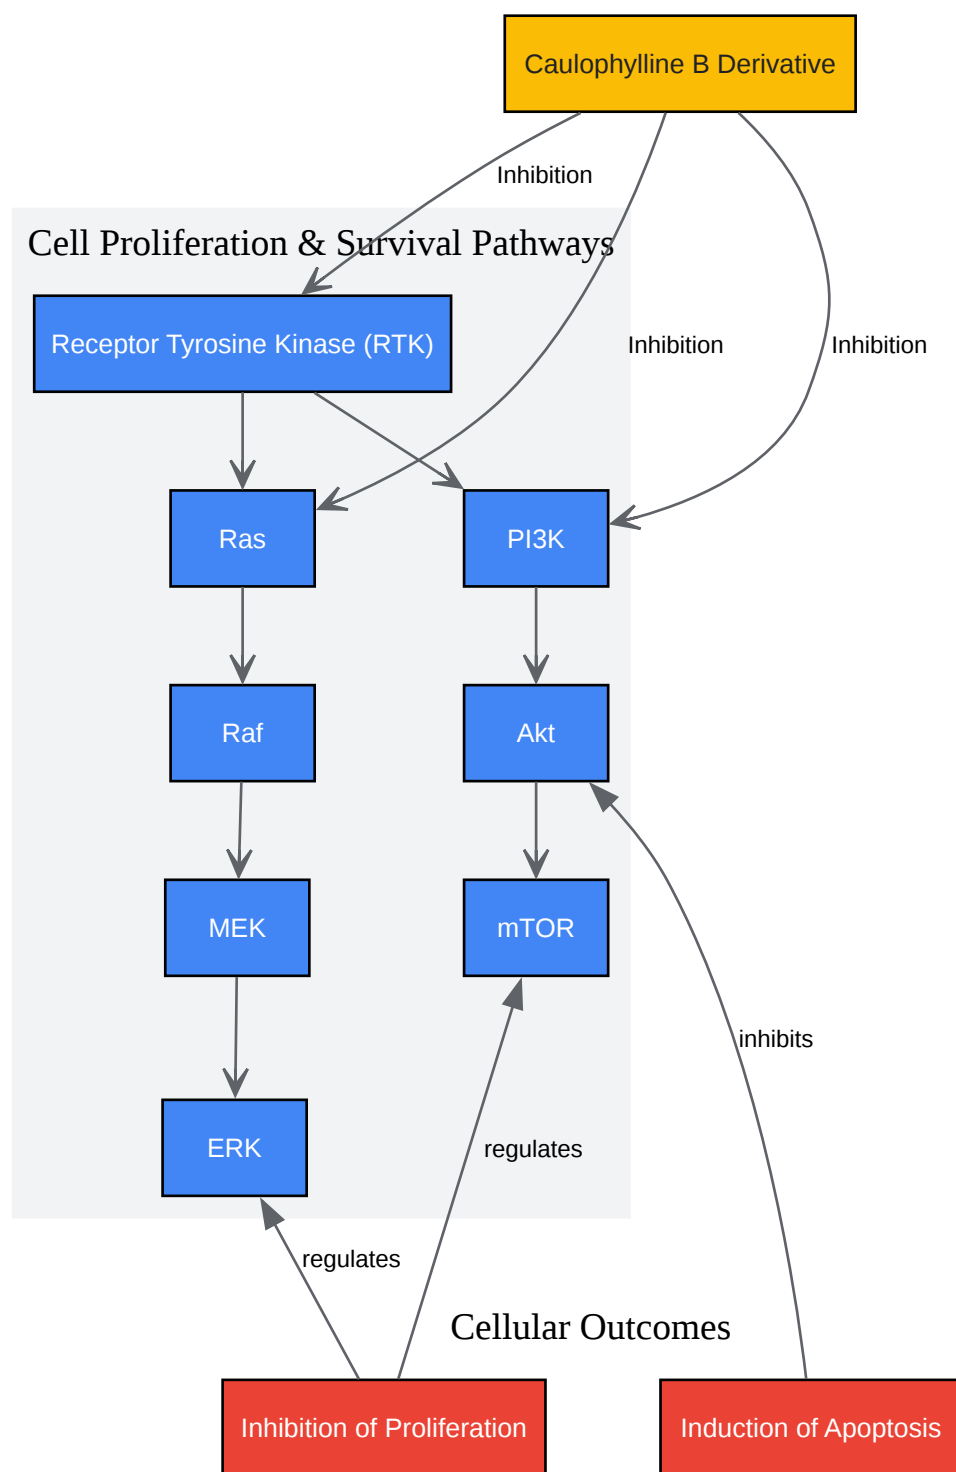 Caulophylline B Derivative
Inhibition
Cell Proliferation & Survival Pathways
Receptor Tyrosine Kinase (RTK)
Inhibition
Inhibition
Ras
PI3K
Raf
Akt
MEK
mTOR
inhibits
ERK
regulates
regulates
Cellular Outcomes
Inhibition of Proliferation
Induction of Apoptosis